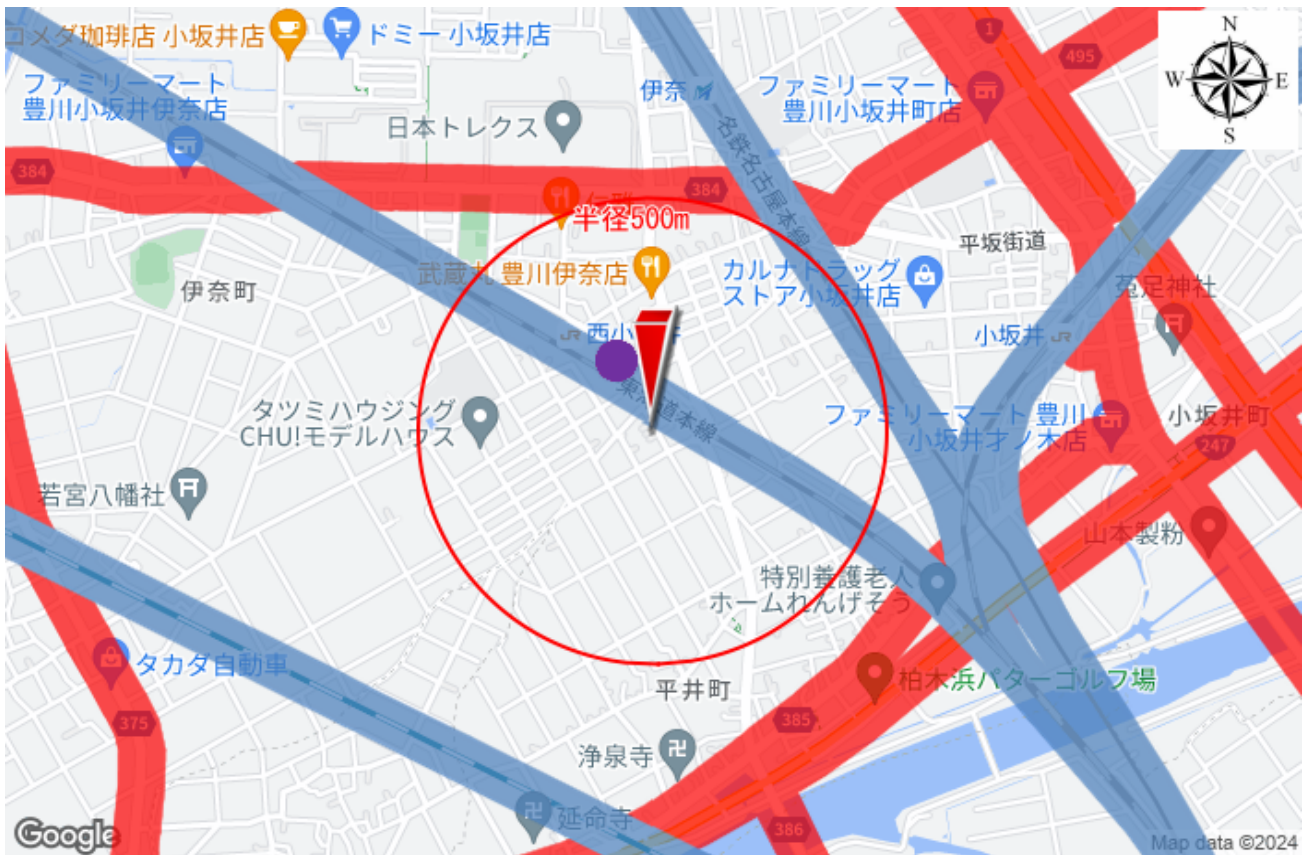 コメダ珈琲店 小坂井店
ドミー 小坂井店
ファミリーマート
豊川小坂井伊奈店
日本トレクス
伊奈
名鉄名古屋本線
ファミリーマート
豊川小坂井町店
1
495
N
W
E
S
384
384
半径500m
平坂街道
伊奈町
武蔵丸 豊川伊奈店
カルナドラッグ
ストア小坂井店
菟足神社
JR
小坂井 JR
東海道本線
タツミハウジング
CHU!モデルハウス
ファミリーマート 豊川
小坂井才ノ木店
小坂井町
247
若宮八幡社
山本製粉
特別養護老人
ホームれんげそう
タカダ自動車
平井町
柏木浜パターゴルフ場
375
385
浄泉寺
延命寺
386
Google
Map data ©2024